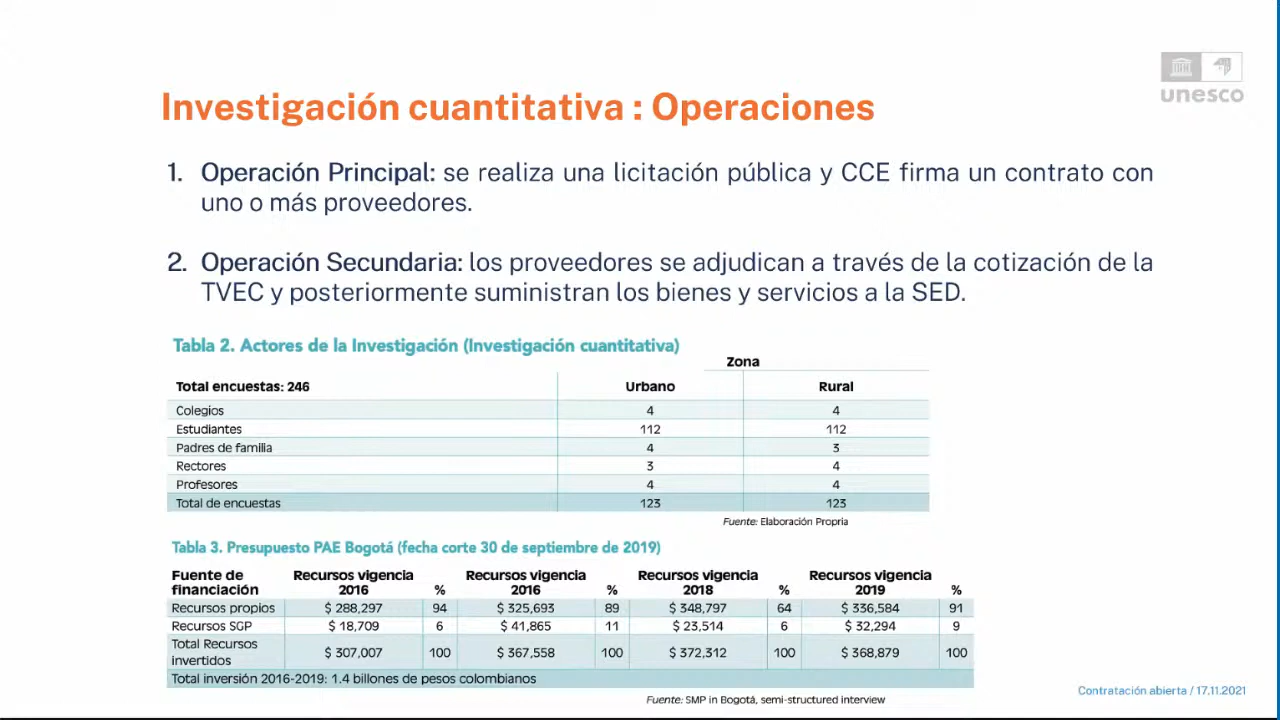 unesco
Investigación cuantitativa : Operaciones
1. Operación Principal: se realiza una licitación pública y CCE firma un contrato con
uno o más proveedores.
2. Operación Secundaria: los proveedores se adjudican a través de la cotización de la
TVEC y posteriormente suministran los bienes y servicios a la SED.
Tabla 2. Actores de la Investigación (Investigación cuantitativa)
Zona
Total encuestas: 246 Urbano Rural
Colegios 4 4
Estudiantes 112 112
Padres de familia 4 3
Rectores 3 4
Profesores 4 4
Total de encuestas 123 123
Fuente: Elaboración Propria
Tabla 3. Presupuesto PAE Bogotá (fecha corte 30 de septiembre de 2019)
Fuente de Recursos vigencia Recursos vigencia Recursos vigencia Recursos vigencia
financiación 2016 % 2016 % 2018 % 2019 %
Recursos propios $ 288,297 94 $ 325,693 89 $ 348,797 64 $ 336,584 91
Recursos SGP $ 18,709 6 $ 41,865 11 $ 23,514 6 $ 32,294 9
Total Recursos
invertidos $ 307,007 100 $ 367,558 100 $ 372,312 100 $ 368,879 100
Total inversión 2016-2019: 1.4 billones de pesos colombianos
Fuente: SMP in Bogotá, semi-structured interview
Contratación abierta / 17.11.2021